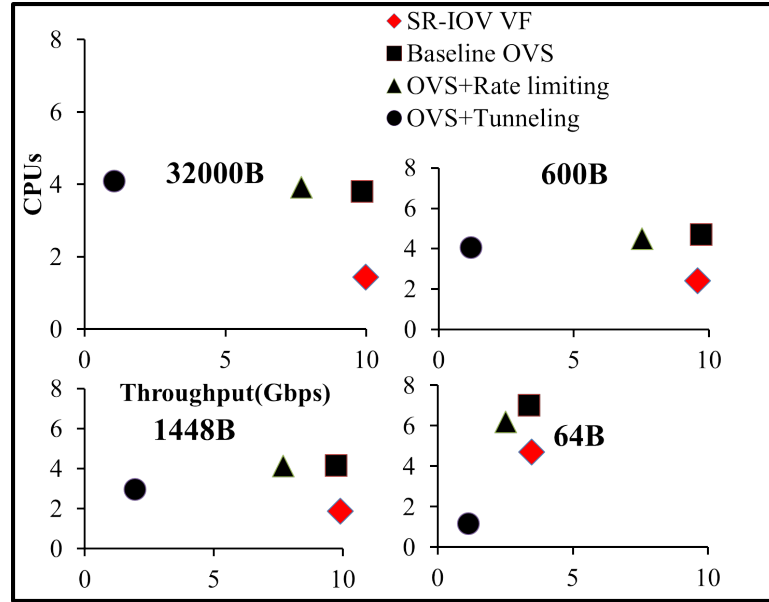 SR-IOV VF
Baseline OVS
OVS+Rate limiting
OVS+Tunneling
CPUs
8
6
4
2
0
32000B
0 5 10
8
6
4
2
0
600B
0 5 10
Throughput(Gbps)
8
6
4
2
0
1448B
0 5 10
8
6
4
2
0
64B
0 5 10